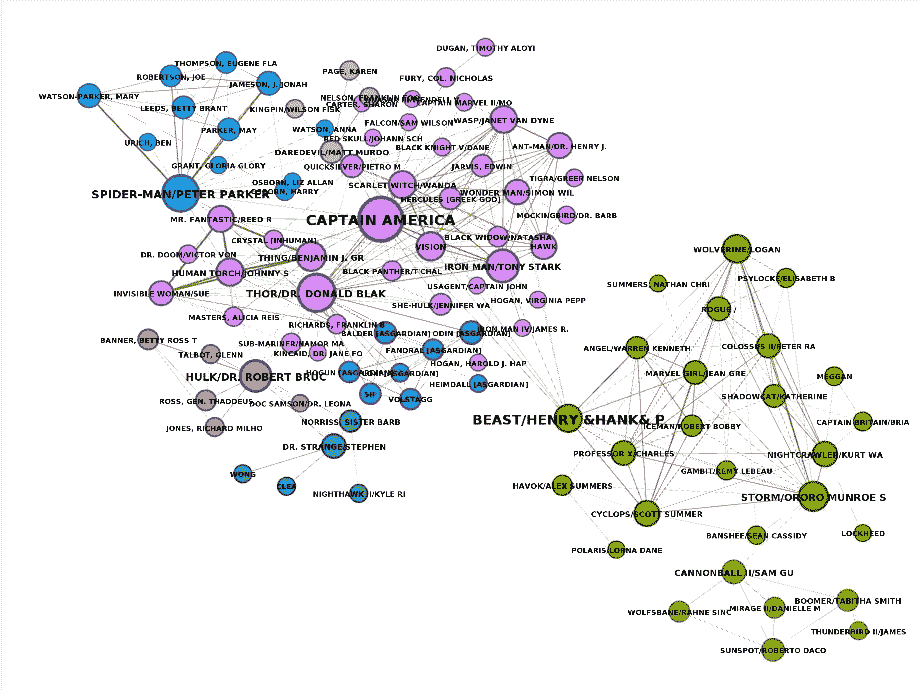 DUGAN, TIMOTHY ALOYI
THOMPSON, EUGENE FLA
PAGE, KAREN
ROBERTSON, JOE
FURY, COL. NICHOLAS
JAMESON, J. JONAH
WATSON-PARKER, MARY
CARTER, SHARON
CAPTAIN MARVEL II/MO
LEEDS, BETTY BRANT
KINGPIN/WILSON FISK
WASP/JANET VAN DYNE
FALCON/SAM WILSON
PARKER, MAY
WATSON, ANNA
RED SKULL/JOHANN SCH
URICH, BEN
BLACK KNIGHT V/DANE
ANT-MAN/DR. HENRY J.
DAREDEVIL/MATT MURDO
GRANT, GLORIA GLORY
QUICKSILVER/PIETRO M
JARVIS, EDWIN
TIGRA/GREER NELSON
OSBORN, LIZ ALLAN
SCARLET WITCH/WANDA
OSBORN, HARRY
SPIDER-MAN/PETER PARKER
WONDER MAN/SIMON WIL
HERCULES [GREEK GOD]
MR. FANTASTIC/REED R
CAPTAIN AMERICA
MOCKINGBIRD/DR. BARB
CRYSTAL [INHUMAN]
BLACK WIDOW/NATASHA
VISION
HAWK
DR. DOOM/VICTOR VON
THING/BENJAMIN J. GR
WOLVERINE/LOGAN
HUMAN TORCH/JOHNNY S
BLACK PANTHER/T'CHAL
IRON MAN/TONY STARK
PSYLOCKE/ELISABETH B
SUMMERS, NATHAN CHRI
USAGENT/CAPTAIN JOHN
INVISIBLE WOMAN/SUE
THOR/DR. DONALD BLAK
SHE-HULK/JENNIFER WA
HOGAN, VIRGINIA PEPP
ROGUE /
MASTERS, ALICIA REIS
RICHARDS, FRANKLIN B
BALDER [ASGARDIAN]
ODIN [ASGARDIAN]
IRON MAN IV/JAMES R.
BANNER, BETTY ROSS T
SUB-MARINER/NAMOR MA
FANDRAL [ASGARDIAN]
ANGEL/WARREN KENNETH
COLOSSUS II/PETER RA
TALBOT, GLENN
KINCAID, DR. JANE FO
HOGAN, HAROLD J. HAP
HULK/DR. ROBERT BRUC
HOGUN [ASGARDIAN]
MARVEL GIRL/JEAN GRE
MEGGAN
HEIMDALL [ASGARDIAN]
SIF
VOLSTAGG
SHADOWCAT/KATHERINE
ROSS, GEN. THADDEUS
DOC SAMSON/DR. LEONA
JONES, RICHARD MILHO
NORRISS, SISTER BARB
BEAST/HENRY &HANK& P
ICEMAN/ROBERT BOBBY
CAPTAIN BRITAIN/BRIA
DR. STRANGE/STEPHEN
PROFESSOR X/CHARLES
NIGHTCRAWLER/KURT WA
WONG
GAMBIT/REMY LEBEAU
CLEA
HAVOK/ALEX SUMMERS
NIGHTHAWK II/KYLE RI
STORM/ORORO MUNROE S
CYCLOPS/SCOTT SUMMER
BANSHEE/SEAN CASSIDY
LOCKHEED
POLARIS/LORNA DANE
CANNONBALL II/SAM GU
BOOMER/TABITHA SMITH
WOLFSBANE/RAHNE SINC
MIRAGE II/DANIELLE M
THUNDERBIRD II/JAMES
SUNSPOT/ROBERTO DACO